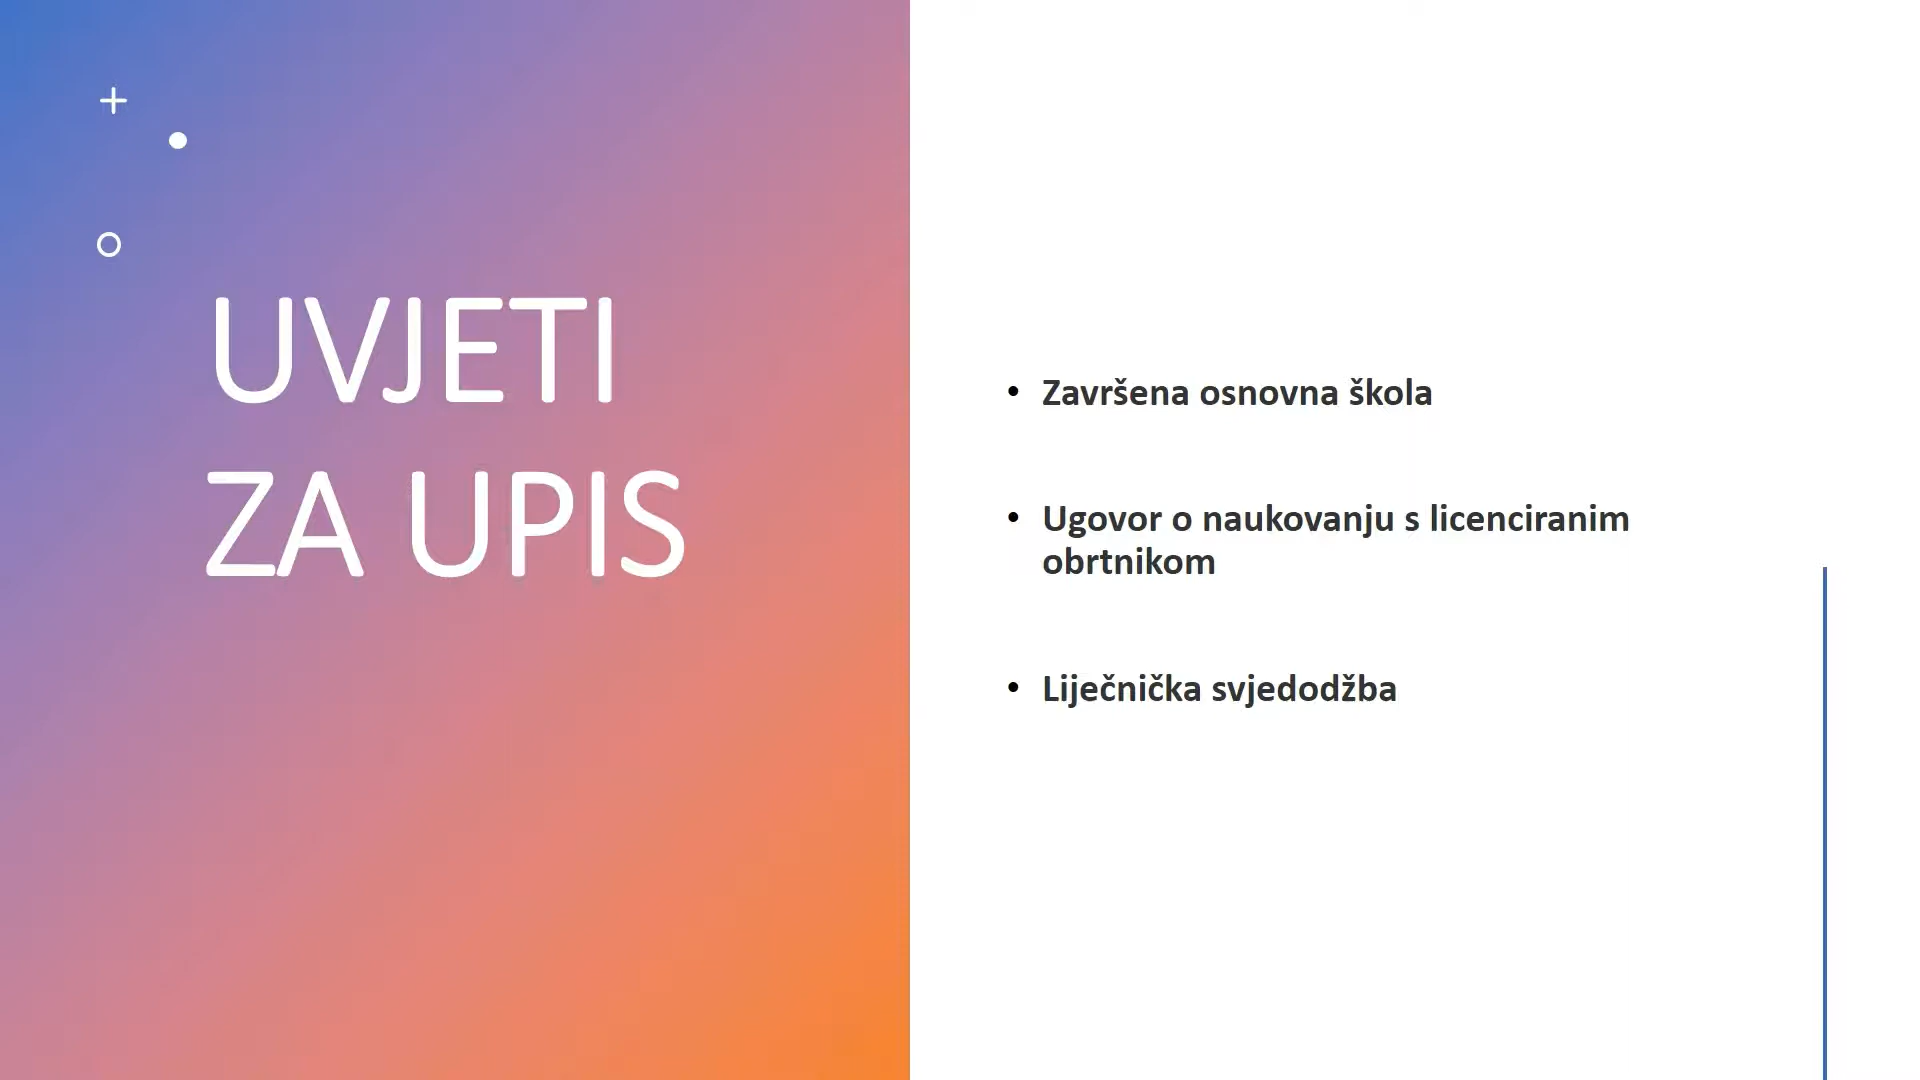 UVJETI
ZA UPIS
• Završena osnovna škola
• Ugovor o naukovanju s licenciranim
obrtnikom
• Liječnička svjedodžba